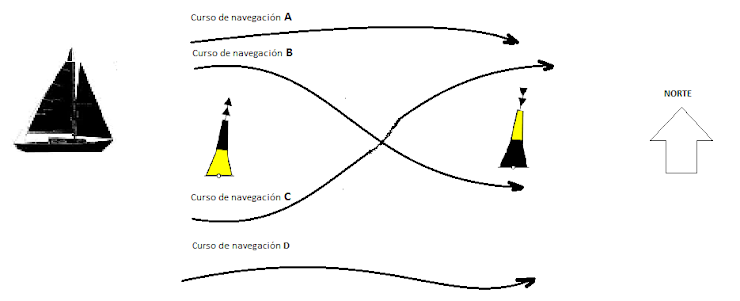 Curso de navegación A
Curso de navegación B
NORTE
Curso de navegación C
Curso de navegación D